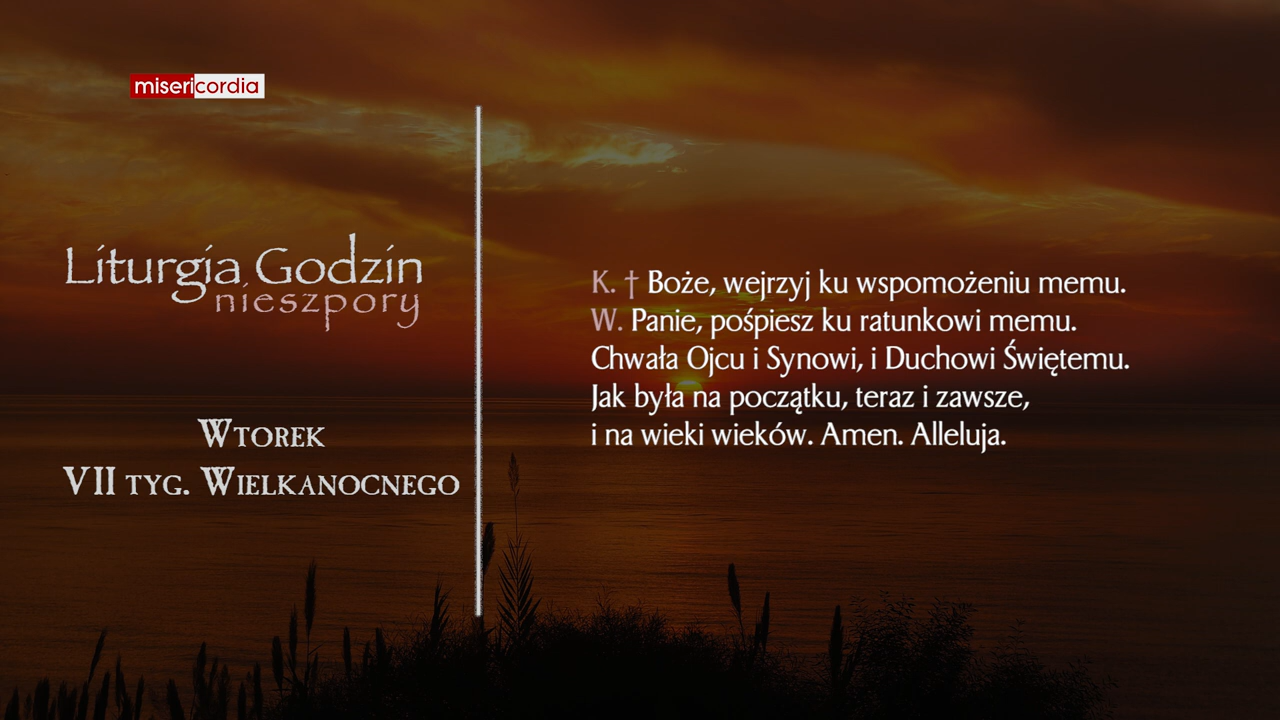 misericordia
Liturgia Godzin
nieszpory
Wtorek
VII tyg. Wielkanocnego
K. † Boże, wejrzyj ku wspomożeniu memu.
W. Panie, pośpiesz ku ratunkowi memu.
Chwała Ojcu i Synowi, i Duchowi Świętemu.
Jak była na początku, teraz i zawsze,
i na wieki wieków. Amen. Alleluja.